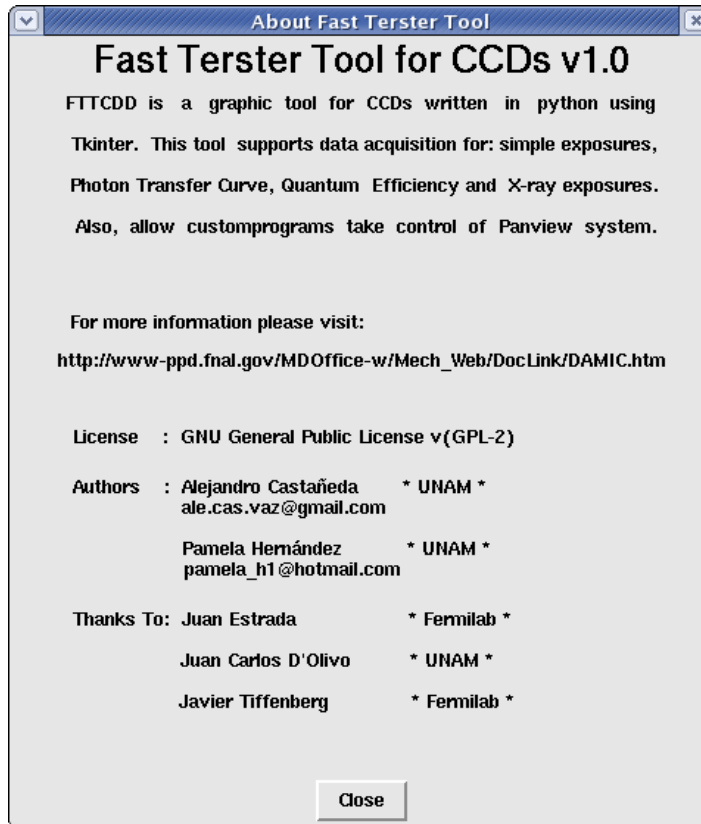 About Fast Terster Tool
Fast Terster Tool for CCDs v1.0
FTTCDD is a graphic tool for CCDs written in python using
Tkinter. This tool supports data acquisition for: simple exposures,
Photon Transfer Curve, Quantum Efficiency and X-ray exposures.
Also, allow customprograms take control of Panview system.
For more information please visit:
http://www-ppd.fnal.gov/MDOffice-w/Mech_Web/DocLink/DAMIC.htm
License : GNU General Public License v(GPL-2)
Authors : Alejandro Castañeda * UNAM *
ale.cas.vaz@gmail.com
Pamela Hernández * UNAM *
pamela_h1@hotmail.com
Thanks To: Juan Estrada * Fermilab *
Juan Carlos D'Olivo * UNAM *
Javier Tiffenberg * Fermilab *
Close